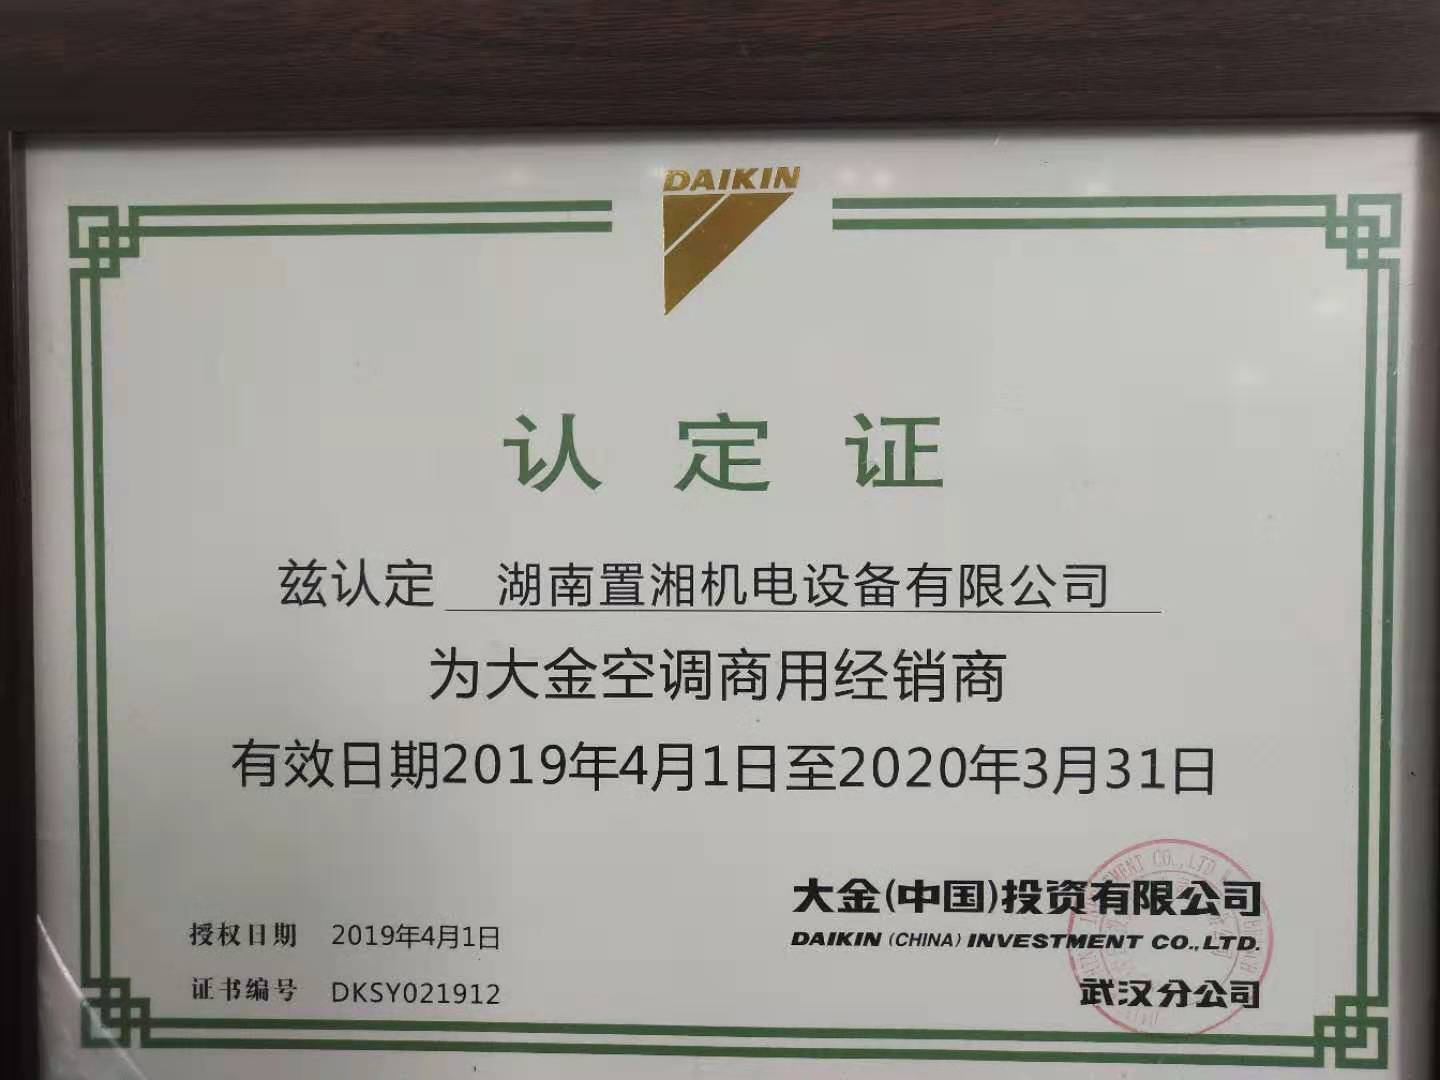 DAIKIN
认定证
兹认定 湖南置湘机电设备有限公司
为大金空调商用经销商
有效日期2019年4月1日至2020年3月31日
大金(中国)投资有限公司
授权日期 2019年4月1日
DAIKIN (CHINA) INVESTMENT CO.,LTD.
证书编号 DKSY021912
武汉分公司